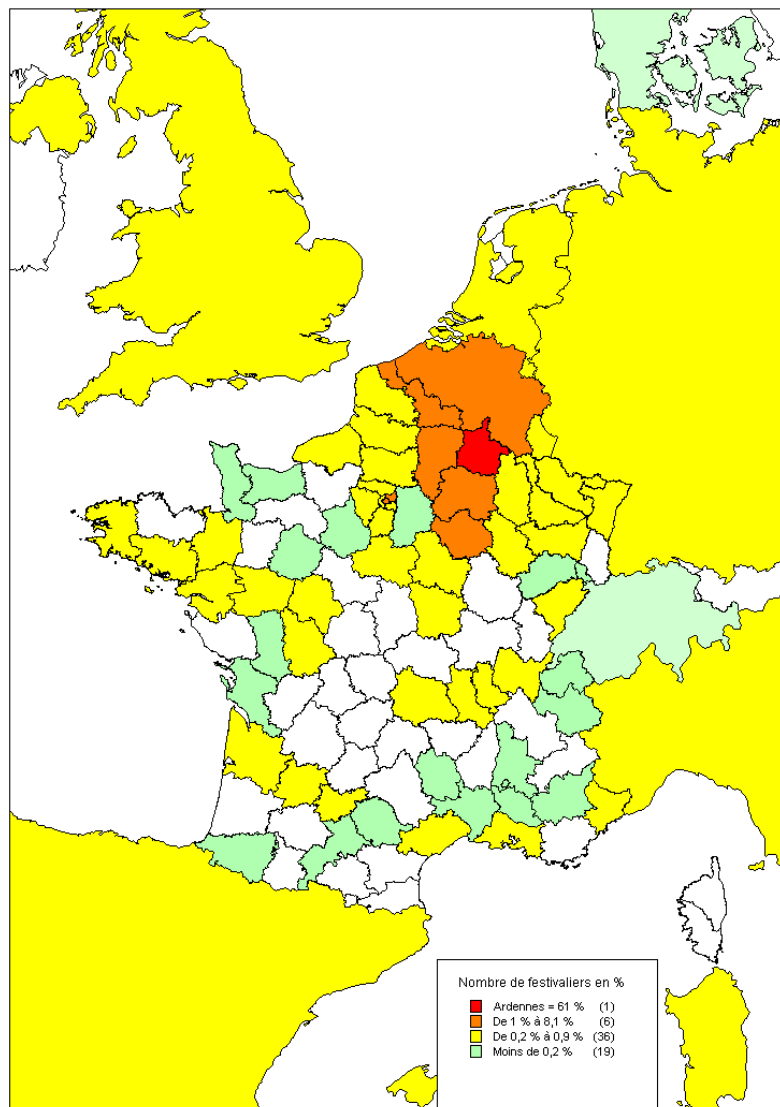 Nombre de festivaliers en %
Ardennes = 61 % (1)
De 1 % à 8,1 % (6)
De 0,2 % à 0,9 % (36)
Moins de 0,2 % (19)